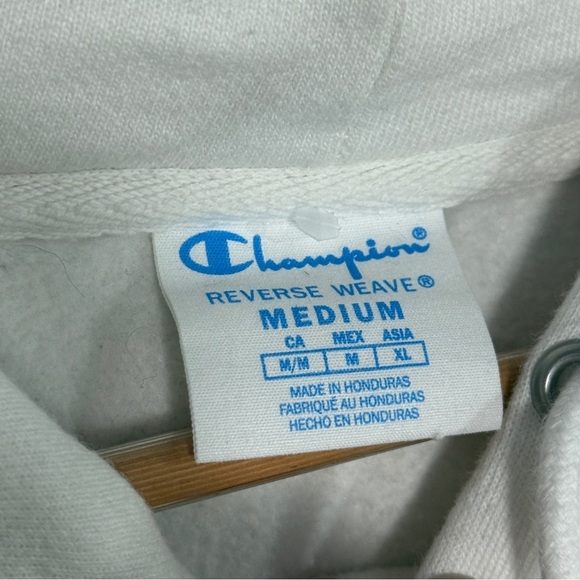 Champion®
REVERSE WEAVE®
MEDIUM
CA MEX ASIA
M/M M XL
MADE IN HONDURAS
FABRIQUÉ AU HONDURAS
HECHO EN HONDURAS